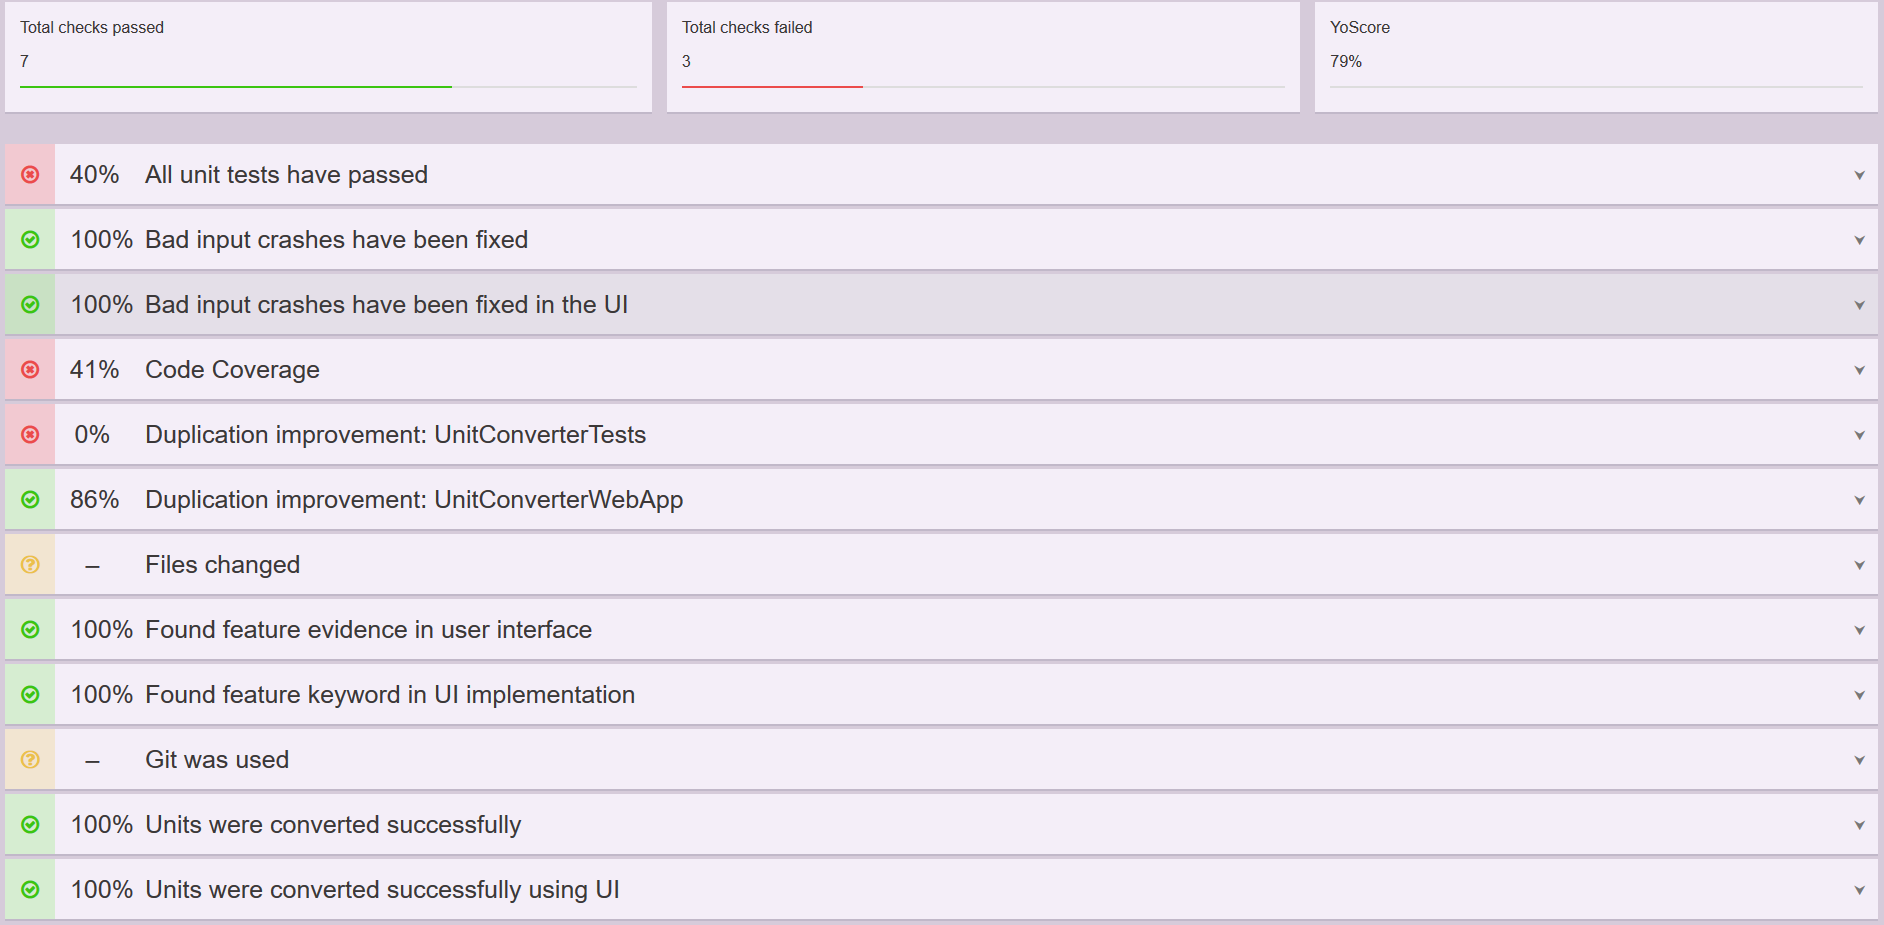 Total checks passed
7
Total checks failed
3
YoScore
79%
40% All unit tests have passed
100% Bad input crashes have been fixed
100% Bad input crashes have been fixed in the UI
41% Code Coverage
0% Duplication improvement: UnitConverterTests
86% Duplication improvement: UnitConverterWebApp
– Files changed
100% Found feature evidence in user interface
100% Found feature keyword in UI implementation
– Git was used
100% Units were converted successfully
100% Units were converted successfully using UI